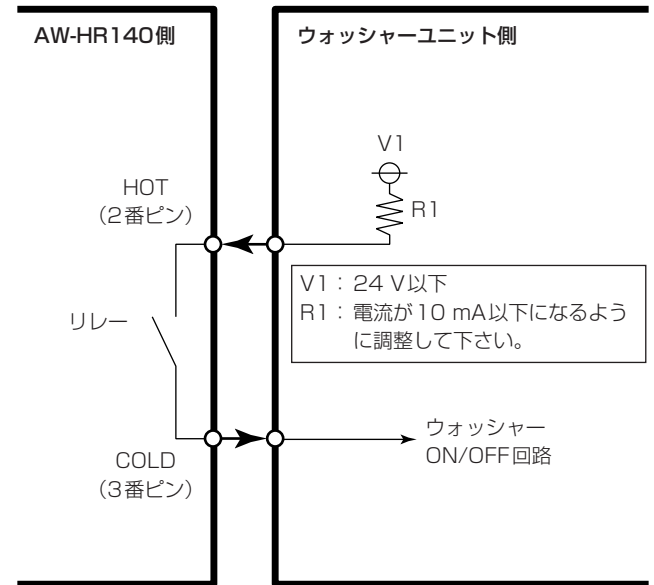 AW-HR140側
ウォッシャーユニット側
V1
R1
HOT
（2番ピン）
V1：24 V以下
R1：電流が10 mA以下になるよう
に調整して下さい。
リレー
ウォッシャー
ON/OFF回路
COLD
（3番ピン）